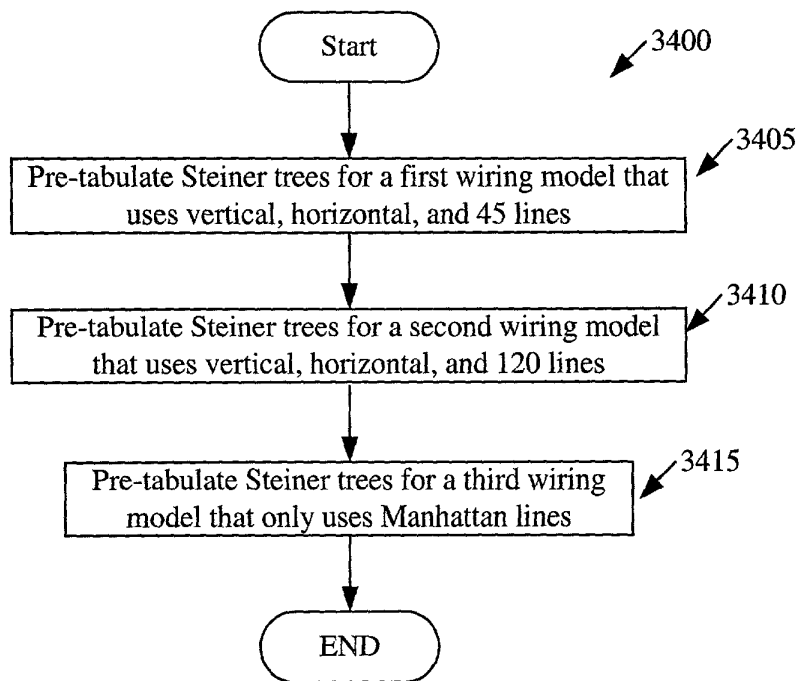 Start
3400
3405
Pre-tabulate Steiner trees for a first wiring model that
uses vertical, horizontal, and 45 lines
3410
Pre-tabulate Steiner trees for a second wiring model
that uses vertical, horizontal, and 120 lines
3415
Pre-tabulate Steiner trees for a third wiring
model that only uses Manhattan lines
END